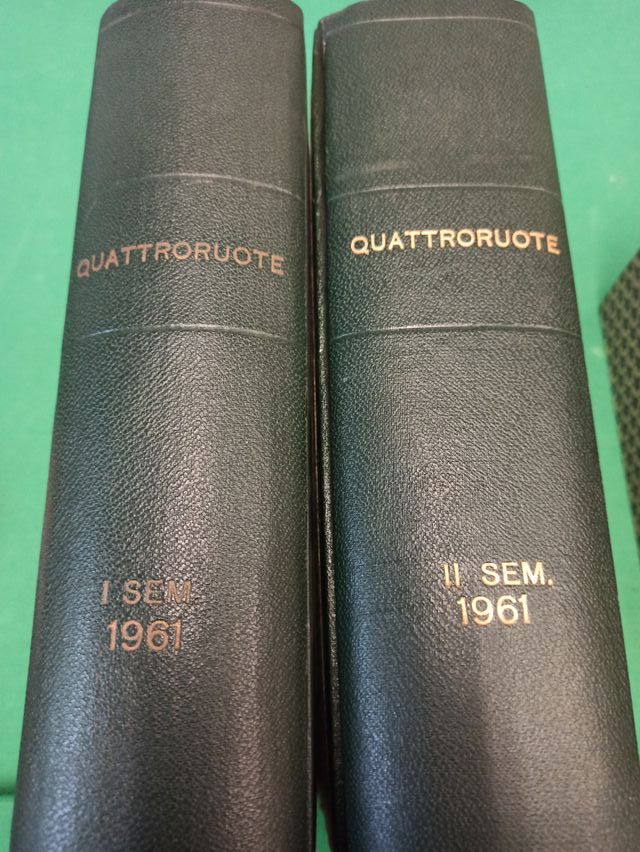 QUATTRORUOTE
I SEM
1961
QUATTRORUOTE
II SEM.
1961